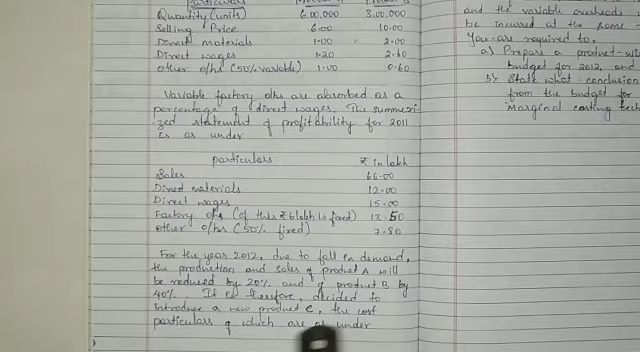 Particulars
Quantity (units) 6.00,000 3.00,000
Selling Price 6.00 10.00
Direct materials 1.00 2.00
Direct wages 1.20 2.60
other o/hs (50% variable) 1.00 0.60
Variable factory o/hs are absorbed as a
percentage of direct wages. The summeri-
zed statement of profitability for 2011
is as under
particulars ₹ in lakh
Sales 66.00
Direct materials 12.00
Direct wages 15.00
Factory o/hs (of this ₹ 6 lakh is fixed) 13.50
other o/hs (50% fixed) 7.80
For the year 2012, due to fall in demand,
the production and sales of product A will
be reduced by 20% and of product B by
40%. It is therefore, decided to
introduce a new product C, the cost
particulars of which are as under
and the variable overheads
be incurred at the same
You are required to,
a) Prepare a product-wi
budget for 2012, and
b) State what conclusion
from the budget for
Marginal costing tech